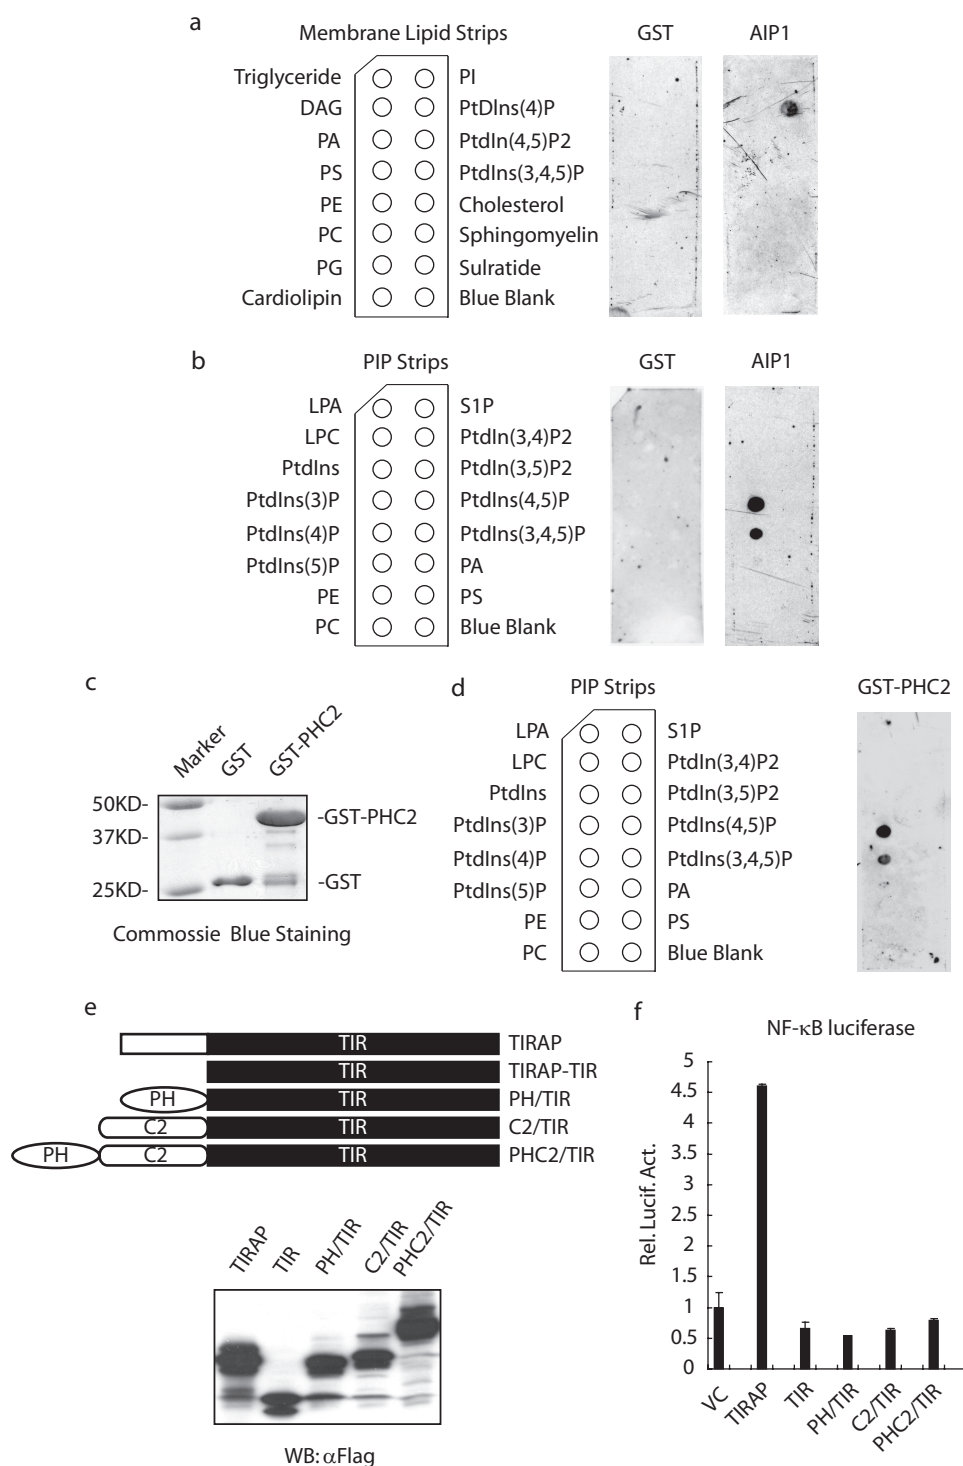 a
Membrane Lipid Strips
GST
AIP1
Triglyceride
PI
DAG
PtDIns(4)P
PA
PtdIn(4,5)P2
PS
PtdIns(3,4,5)P
PE
Cholesterol
PC
Sphingomyelin
PG
Sulratide
Cardiolipin
Blue Blank
b
PIP Strips
GST
AIP1
LPA
S1P
LPC
PtdIn(3,4)P2
PtdIns
PtdIn(3,5)P2
PtdIns(3)P
PtdIns(4,5)P
PtdIns(4)P
PtdIns(3,4,5)P
PtdIns(5)P
PA
PE
PS
PC
Blue Blank
c
Marker
GST
GST-PHC2
50KD-
37KD-
25KD-
-GST-PHC2
-GST
Commossie Blue Staining
d
PIP Strips
GST-PHC2
LPA
S1P
LPC
PtdIn(3,4)P2
PtdIns
PtdIn(3,5)P2
PtdIns(3)P
PtdIns(4,5)P
PtdIns(4)P
PtdIns(3,4,5)P
PtdIns(5)P
PA
PE
PS
PC
Blue Blank
e
TIR
TIRAP
TIR
TIRAP-TIR
PH
TIR
PH/TIR
C2
TIR
C2/TIR
PH
C2
TIR
PHC2/TIR
TIRAP
TIR
PH/TIR
C2/TIR
PHC2/TIR
WB: αFlag
f
NF-κB luciferase
Rel. Lucif. Act.
5
4.5
4
3.5
3
2.5
2
1.5
1
0.5
0
VC
TIRAP
TIR
PH/TIR
C2/TIR
PHC2/TIR